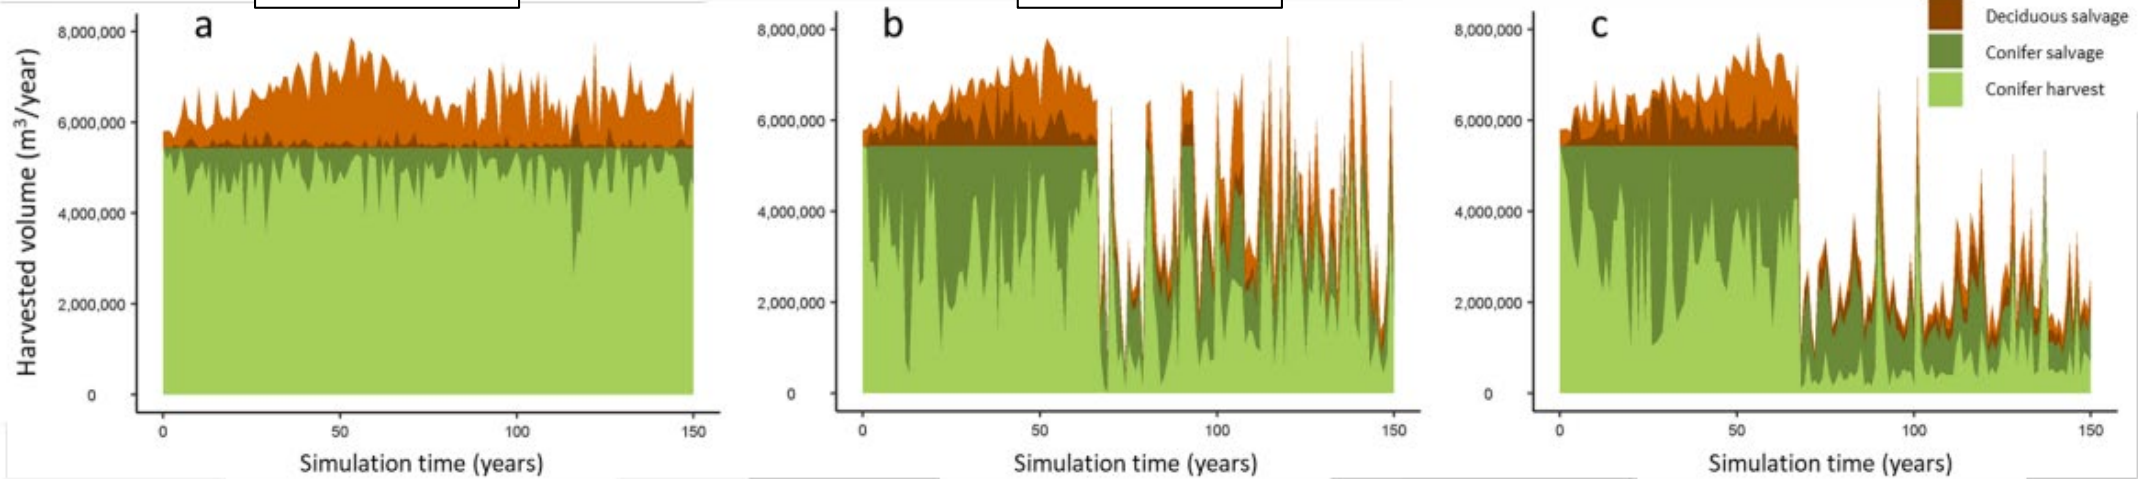 Harvested volume (m³/year)
a
8,000,000
6,000,000
4,000,000
2,000,000
0
0 50 100 150
Simulation time (years)
b
8,000,000
6,000,000
4,000,000
2,000,000
0
0 50 100 150
Simulation time (years)
c
8,000,000
6,000,000
4,000,000
2,000,000
0
0 50 100 150
Simulation time (years)
Deciduous salvage
Conifer salvage
Conifer harvest